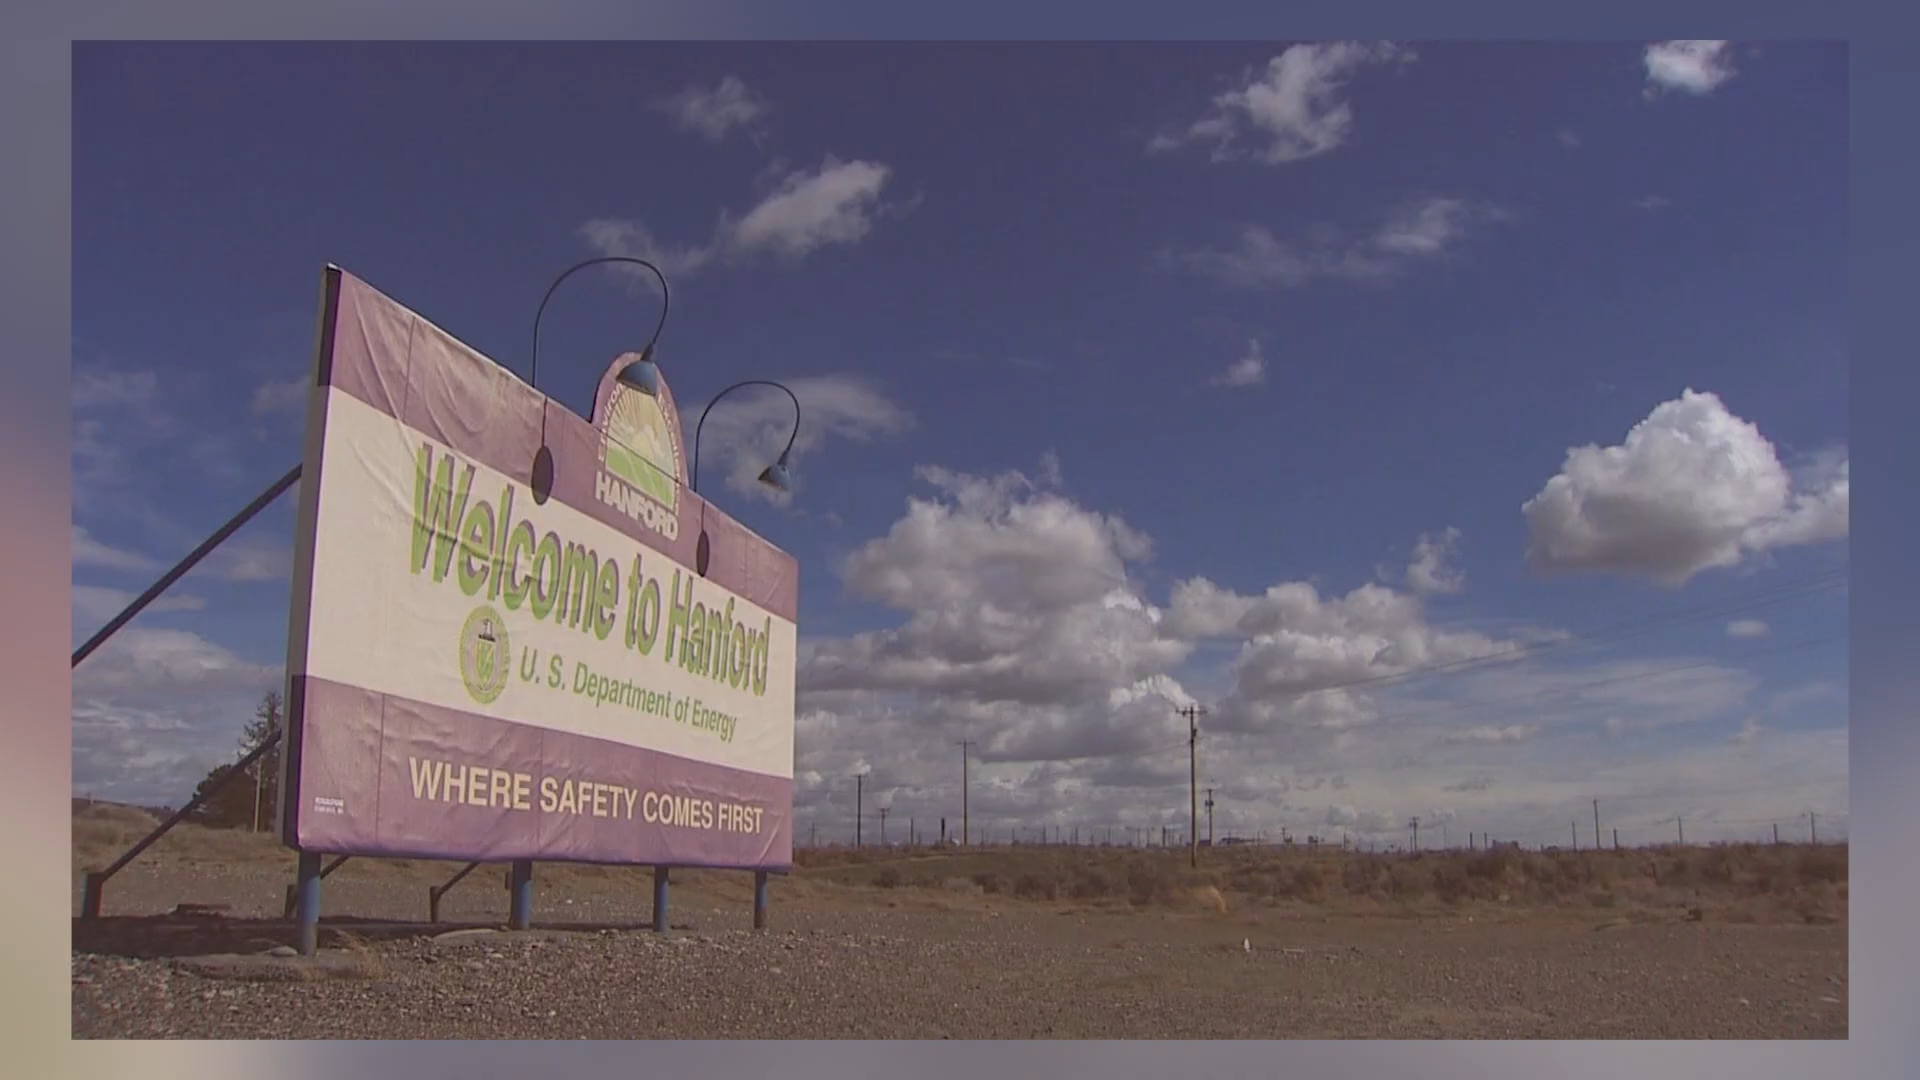 HANFORD
Welcome to Hanford
U. S. Department of Energy
WHERE SAFETY COMES FIRST